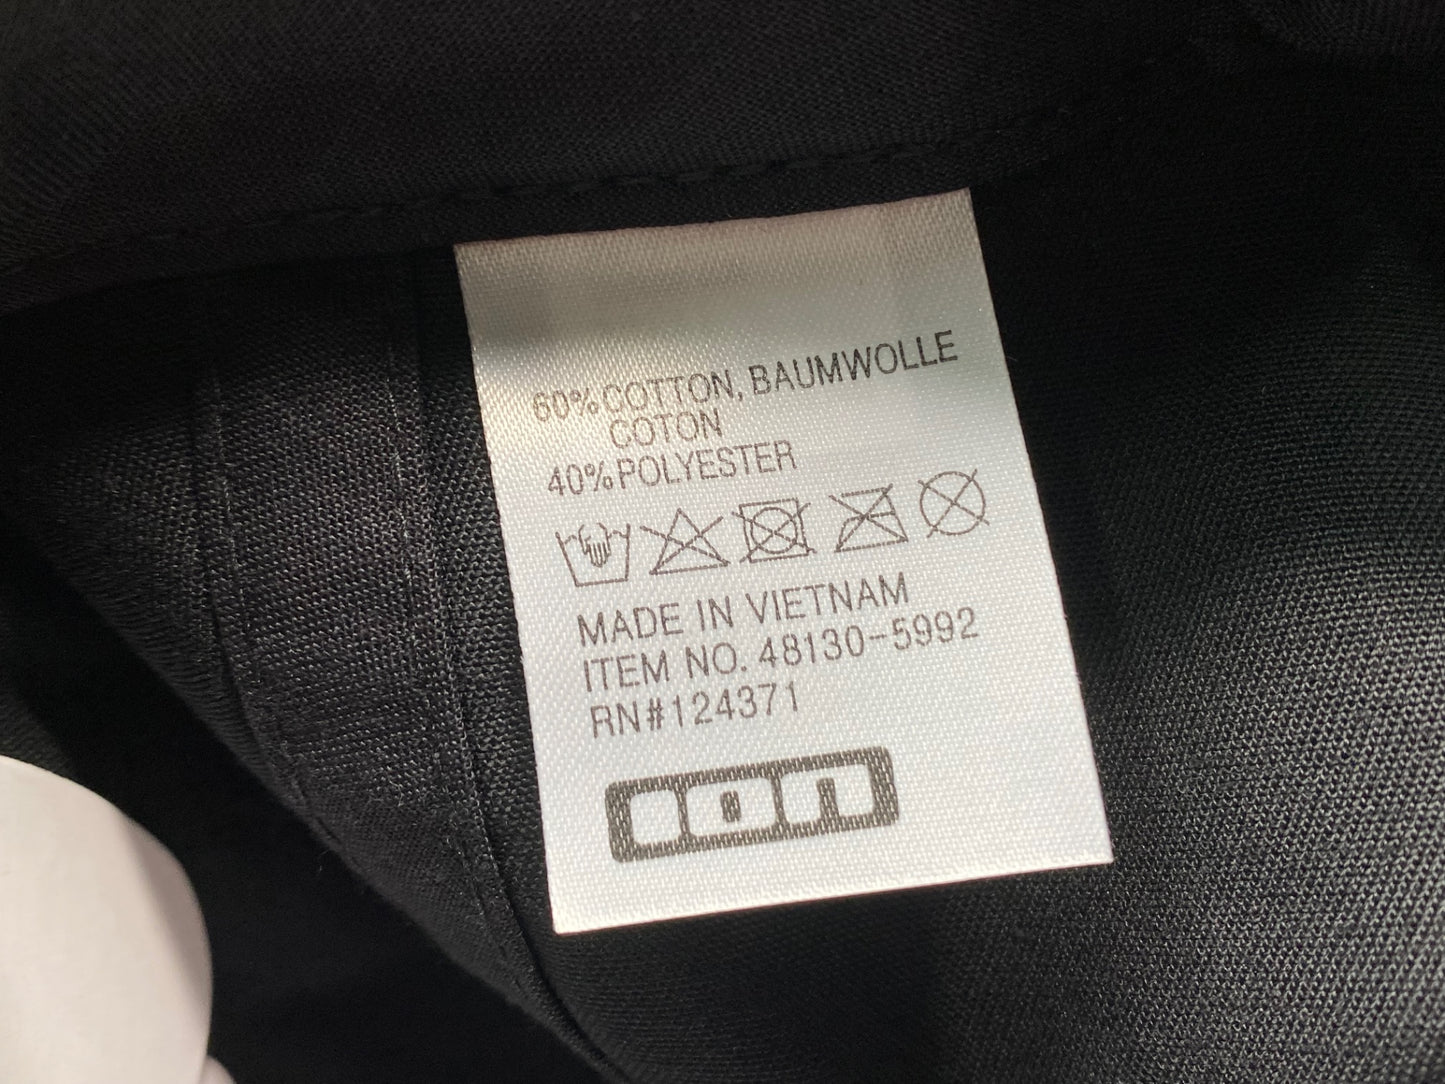 60% COTTON, BAUMWOLLE
COTON
40% POLYESTER
MADE IN VIETNAM
ITEM NO. 48130-5992
RN#124371
ion